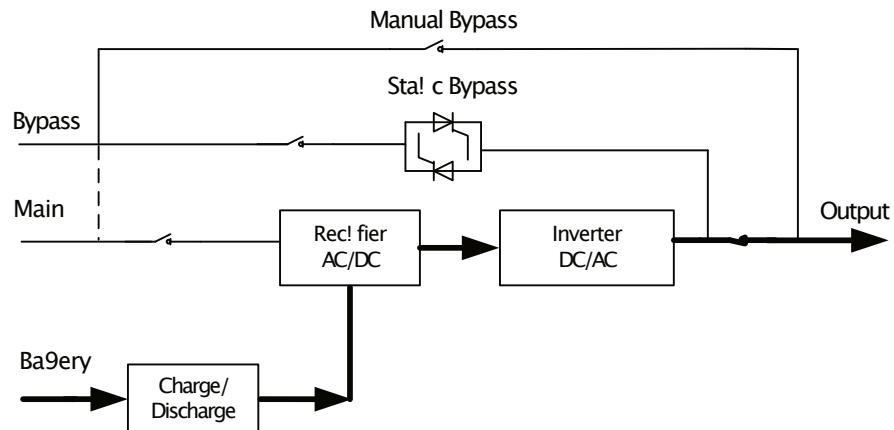 Manual Bypass
Sta! c Bypass
Bypass
Main
Rec! fier
AC/DC
Inverter
DC/AC
Output
Ba9ery
Charge/
Discharge